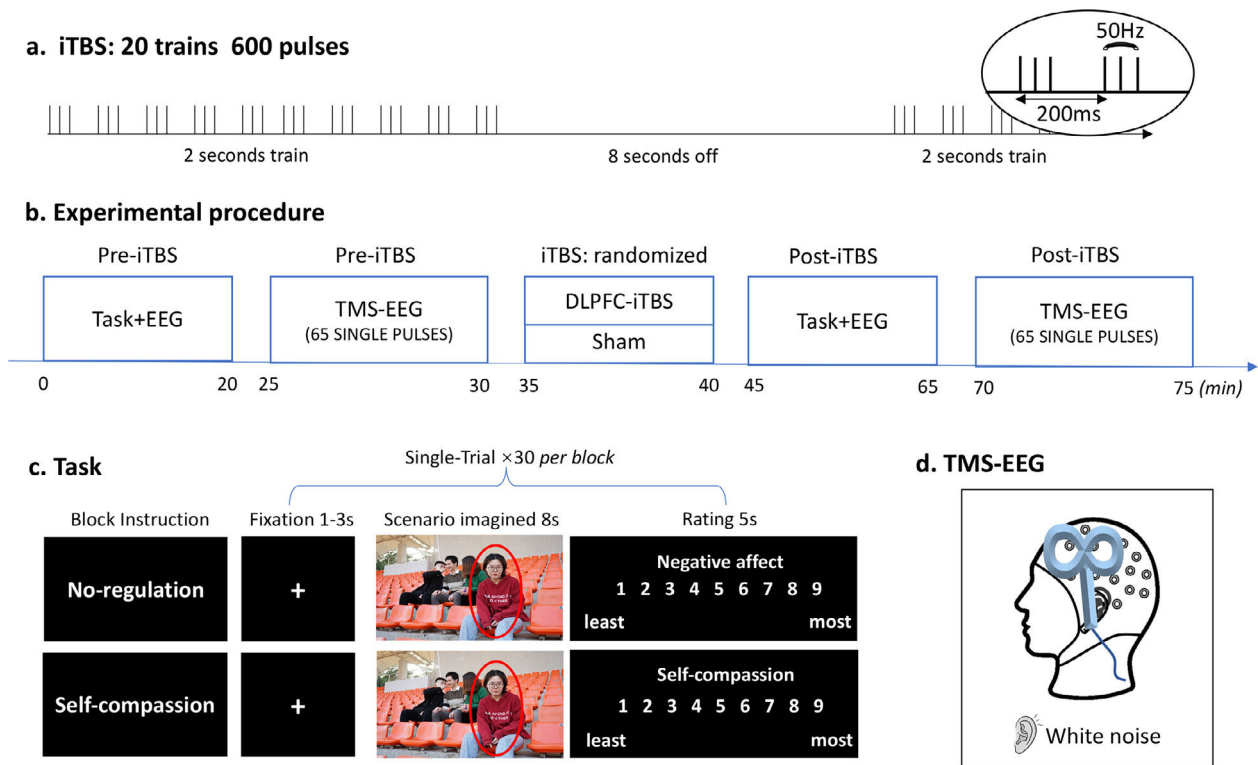 a. iTBS: 20 trains 600 pulses
50Hz
200ms
2 seconds train
8 seconds off
2 seconds train
b. Experimental procedure
Pre-iTBS
Pre-iTBS
iTBS: randomized
Post-iTBS
Post-iTBS
Task+EEG
TMS-EEG
(65 SINGLE PULSES)
DLPFC-iTBS
Sham
Task+EEG
TMS-EEG
(65 SINGLE PULSES)
0
20
25
30
35
40
45
65
70
75 (min)
c. Task
Single-Trial ×30 per block
Block Instruction
Fixation 1-3s
Scenario imagined 8s
Rating 5s
No-regulation
+
Negative affect
1 2 3 4 5 6 7 8 9
least most
Self-compassion
+
Self-compassion
1 2 3 4 5 6 7 8 9
least most
d. TMS-EEG
White noise